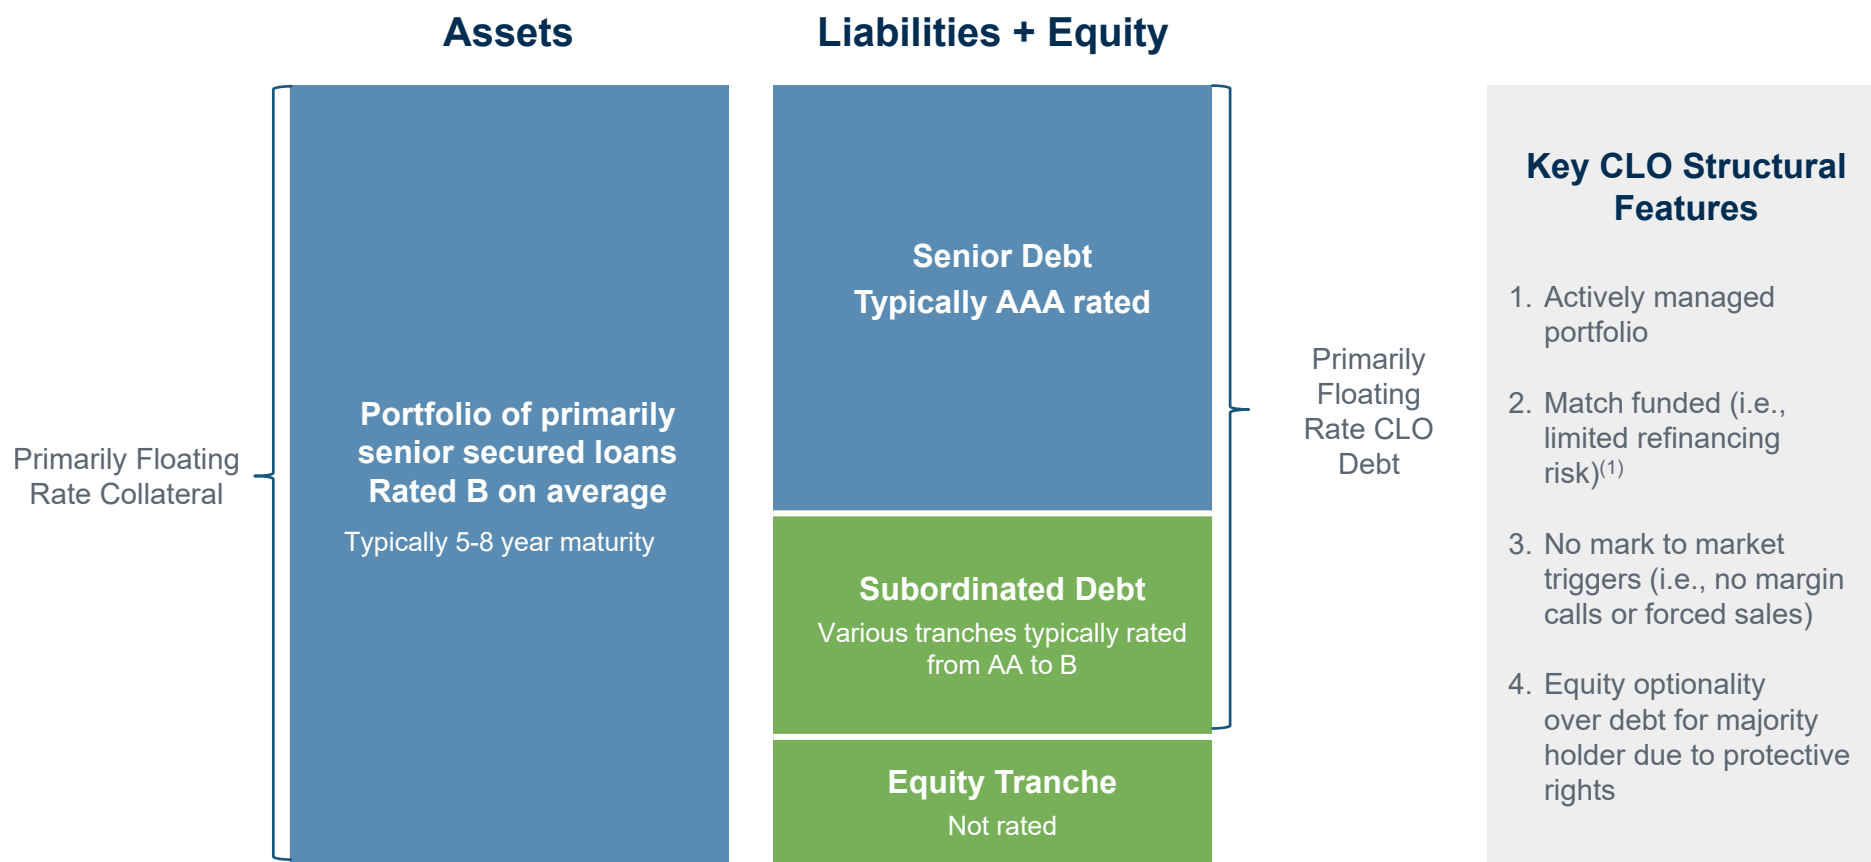 Assets
Liabilities + Equity
Primarily Floating
Rate Collateral
Portfolio of primarily
senior secured loans
Rated B on average
Typically 5-8 year maturity
Senior Debt
Typically AAA rated
Subordinated Debt
Various tranches typically rated
from AA to B
Equity Tranche
Not rated
Primarily
Floating
Rate CLO
Debt
Key CLO Structural
Features
1. Actively managed
portfolio
2. Match funded (i.e.,
limited refinancing
risk)(1)
3. No mark to market
triggers (i.e., no margin
calls or forced sales)
4. Equity optionality
over debt for majority
holder due to protective
rights